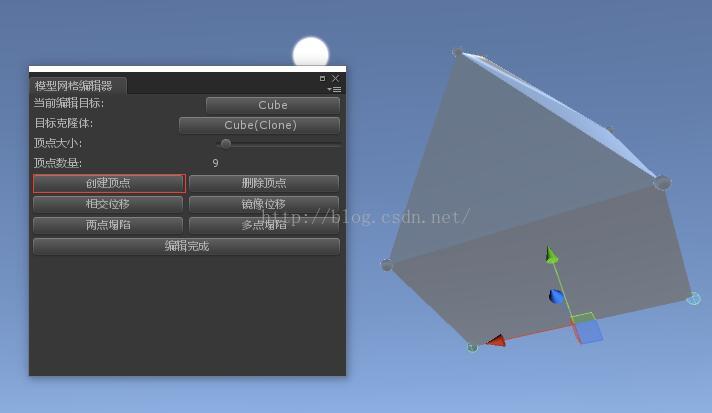 模型网格编辑器
当前编辑目标: Cube
目标克隆体: Cube(Clone)
顶点大小:
顶点数量: 9
创建顶点 删除顶点
相交位移 镜像位移
http://blog.csdn.net/
两点塌陷 多点塌陷
编辑完成